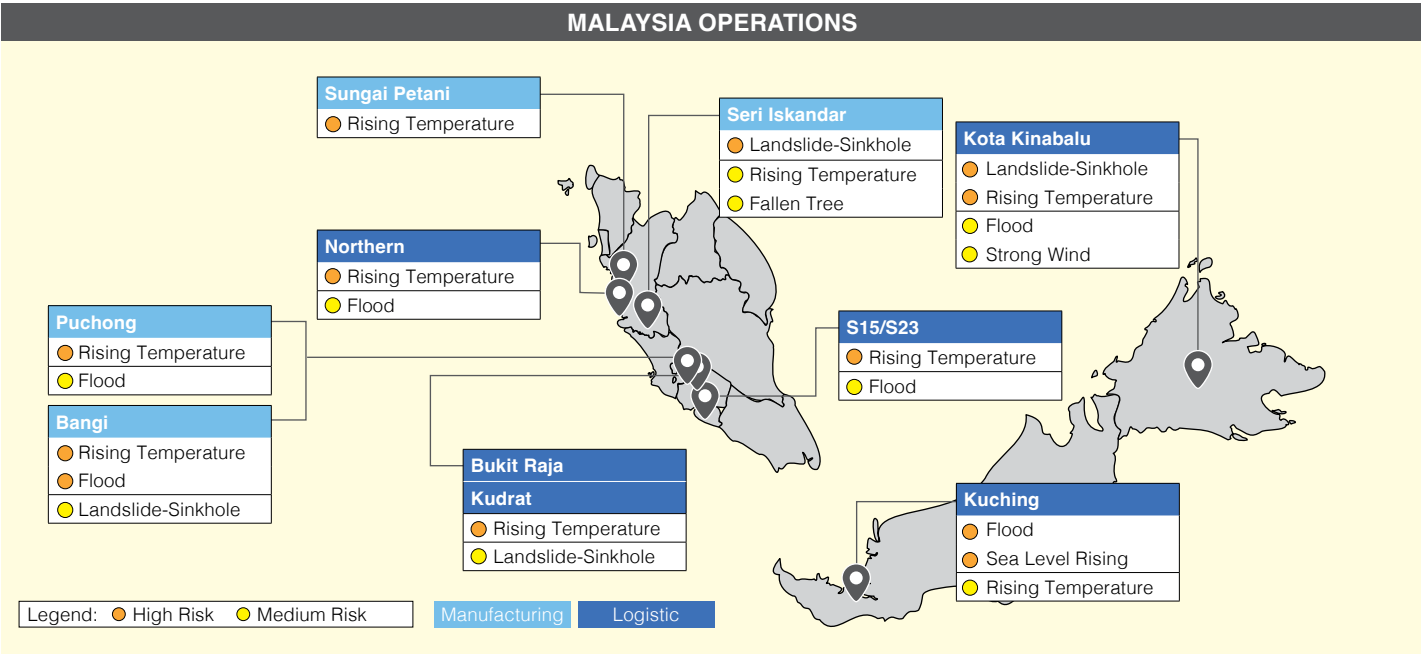 MALAYSIA OPERATIONS
Sungai Petani
Rising Temperature
Seri Iskandar
Landslide-Sinkhole
Rising Temperature
Fallen Tree
Kota Kinabalu
Landslide-Sinkhole
Rising Temperature
Flood
Strong Wind
Northern
Rising Temperature
Flood
Puchong
Rising Temperature
Flood
S15/S23
Rising Temperature
Flood
Bangi
Rising Temperature
Flood
Landslide-Sinkhole
Bukit Raja
Kudrat
Rising Temperature
Landslide-Sinkhole
Kuching
Flood
Sea Level Rising
Rising Temperature
Legend: High Risk Medium Risk Manufacturing Logistic